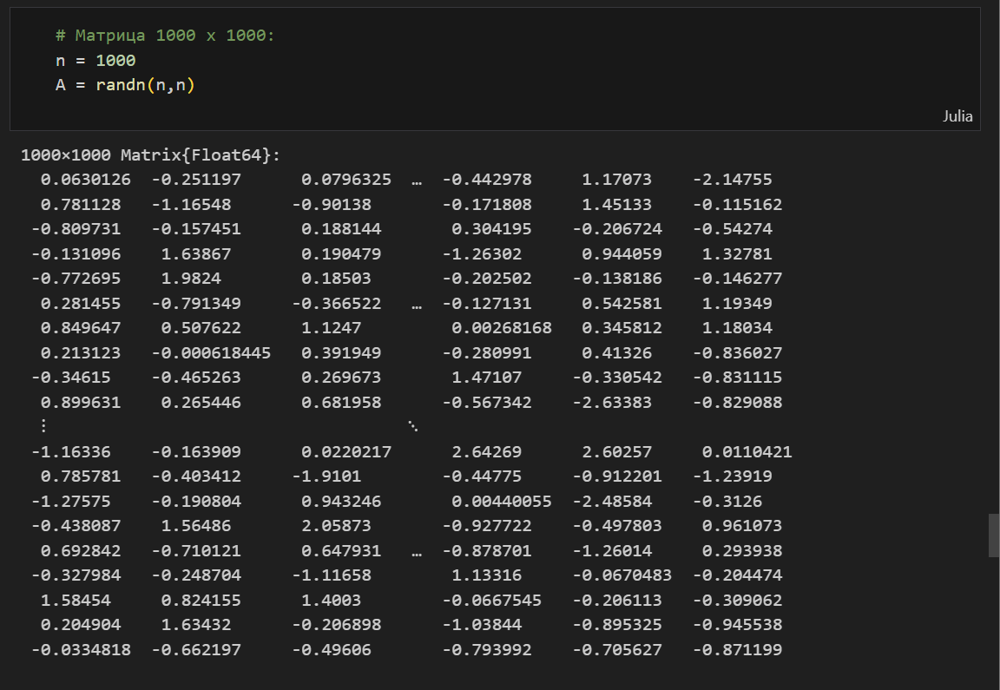 # Матрица 1000 x 1000:
n = 1000
A = randn(n,n)
Julia
1000×1000 Matrix{Float64}:
0.0630126 -0.251197 0.0796325 … -0.442978 1.17073 -2.14755
0.781128 -1.16548 -0.90138 -0.171808 1.45133 -0.115162
-0.809731 -0.157451 0.188144 0.304195 -0.206724 -0.54274
-0.131096 1.63867 0.190479 -1.26302 0.944059 1.32781
-0.772695 1.9824 0.18503 -0.202502 -0.138186 -0.146277
0.281455 -0.791349 -0.366522 … -0.127131 0.542581 1.19349
0.849647 0.507622 1.1247 0.00268168 0.345812 1.18034
0.213123 -0.000618445 0.391949 -0.280991 0.41326 -0.836027
-0.34615 -0.465263 0.269673 1.47107 -0.330542 -0.831115
0.899631 0.265446 0.681958 -0.567342 -2.63383 -0.829088
⋮ ⋱
-1.16336 -0.163909 0.0220217 2.64269 2.60257 0.0110421
0.785781 -0.403412 -1.9101 -0.44775 -0.912201 -1.23919
-1.27575 -0.190804 0.943246 0.00440055 -2.48584 -0.3126
-0.438087 1.56486 2.05873 -0.927722 -0.497803 0.961073
0.692842 -0.710121 0.647931 … -0.878701 -1.26014 0.293938
-0.327984 -0.248704 -1.11658 1.13316 -0.0670483 -0.204474
1.58454 0.824155 1.4003 -0.0667545 -0.206113 -0.309062
0.204904 1.63432 -0.206898 -1.03844 -0.895325 -0.945538
-0.0334818 -0.662197 -0.49606 -0.793992 -0.705627 -0.871199